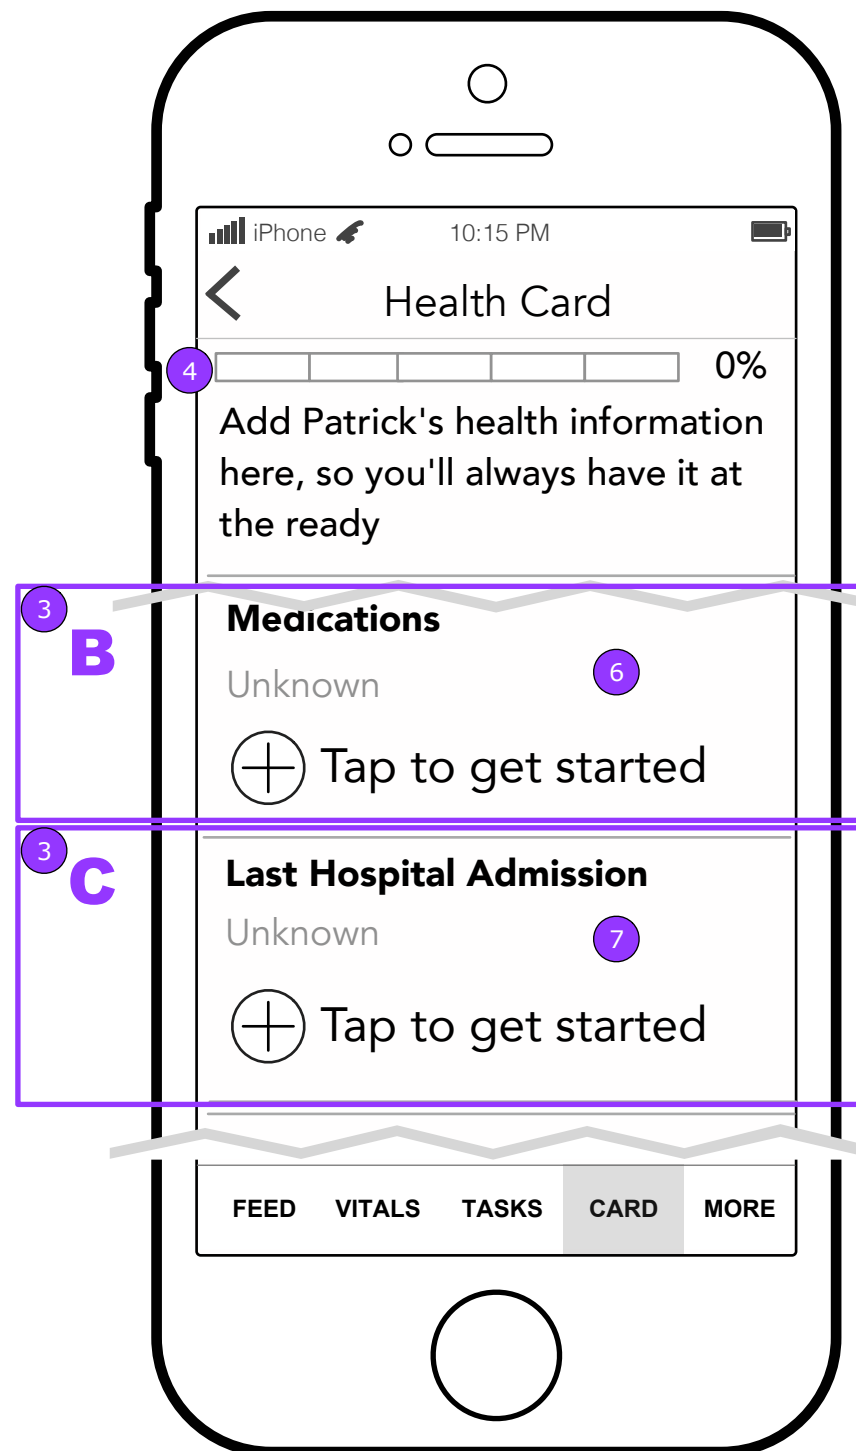 iPhone 10:15 PM
Health Card
4 0%
Add Patrick's health information
here, so you'll always have it at
the ready
3
B
Medications
Unknown 6
Tap to get started
3
C
Last Hospital Admission
Unknown 7
Tap to get started
FEED VITALS TASKS CARD MORE